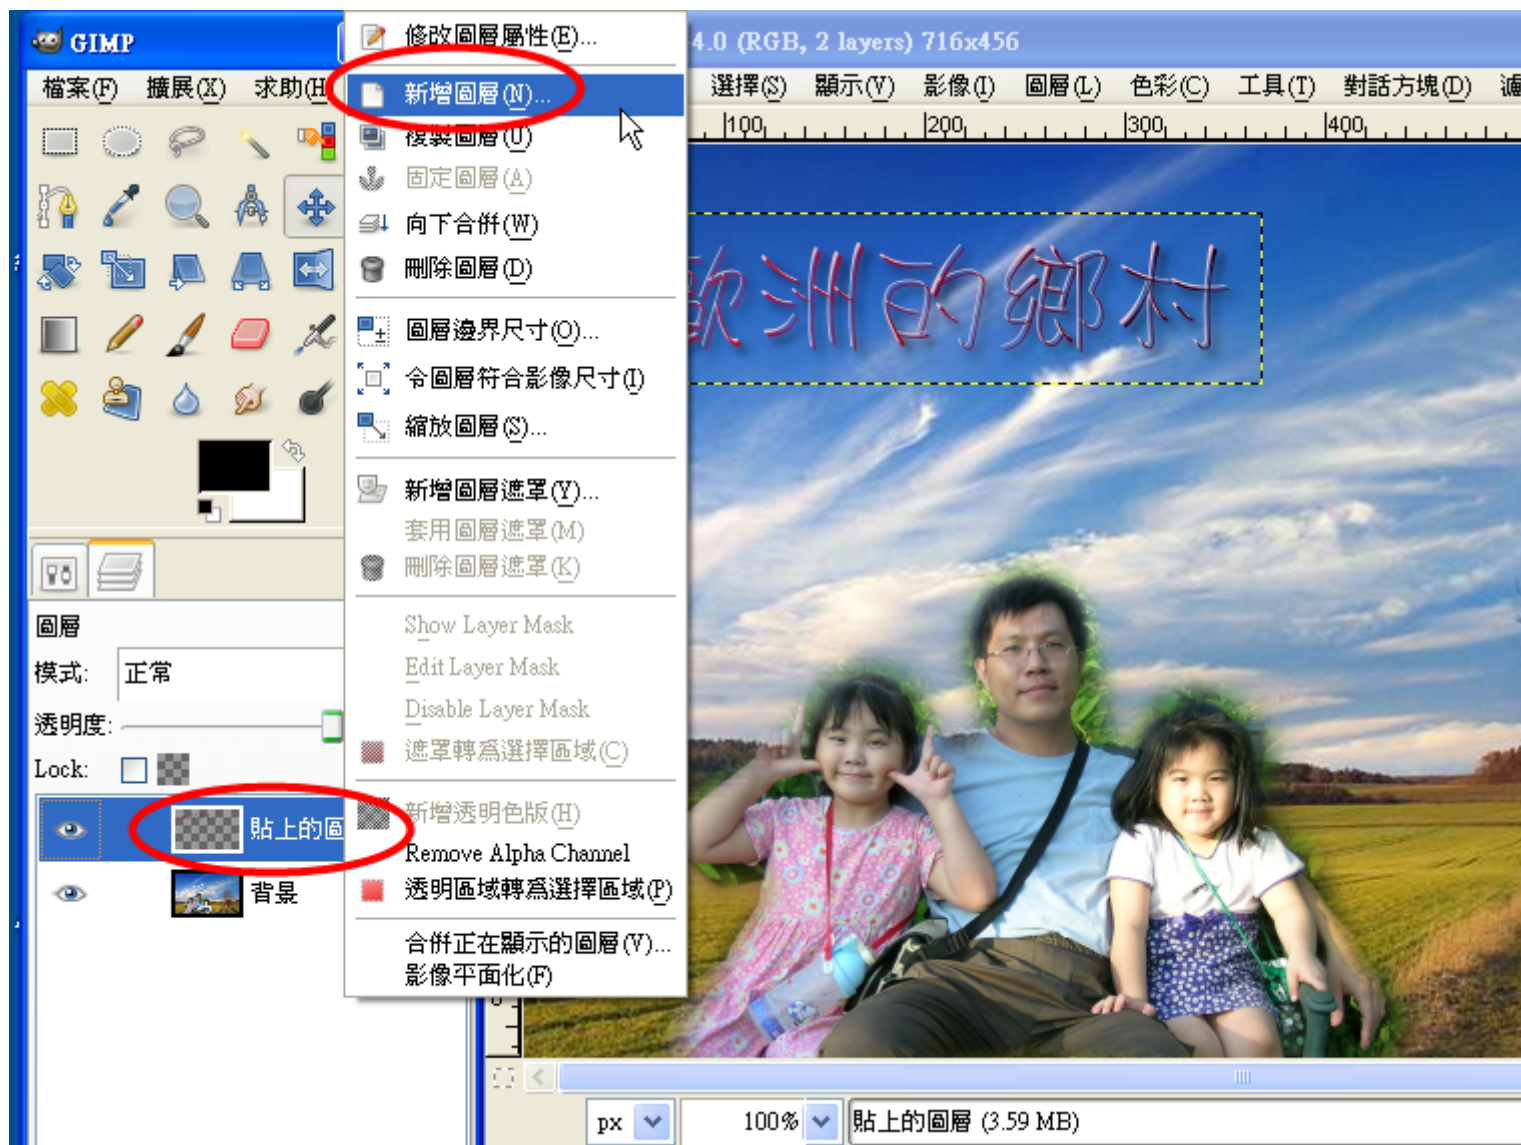 GIMP
4.0 (RGB, 2 layers) 716x456
檔案(F) 擴展(X) 求助(H
選擇(S) 顯示(V) 影像(I) 圖層(L) 色彩(C) 工具(T) 對話方塊(D) 濾
100 200 300 400
修改圖層屬性(E)...
新增圖層(N)...
複製圖層(U)
固定圖層(A)
向下合併(W)
刪除圖層(D)
圖層邊界尺寸(O)...
令圖層符合影像尺寸(I)
縮放圖層(S)...
新增圖層遮罩(Y)...
套用圖層遮罩(M)
刪除圖層遮罩(K)
Show Layer Mask
Edit Layer Mask
Disable Layer Mask
遮罩轉為選擇區域(C)
新增透明色版(H)
Remove Alpha Channel
透明區域轉為選擇區域(P)
合併正在顯示的圖層(V)...
影像平面化(F)
歐洲的鄉村
圖層
模式: 正常
透明度:
Lock:
貼上的圖
背景
px 100% 貼上的圖層 (3.59 MB)